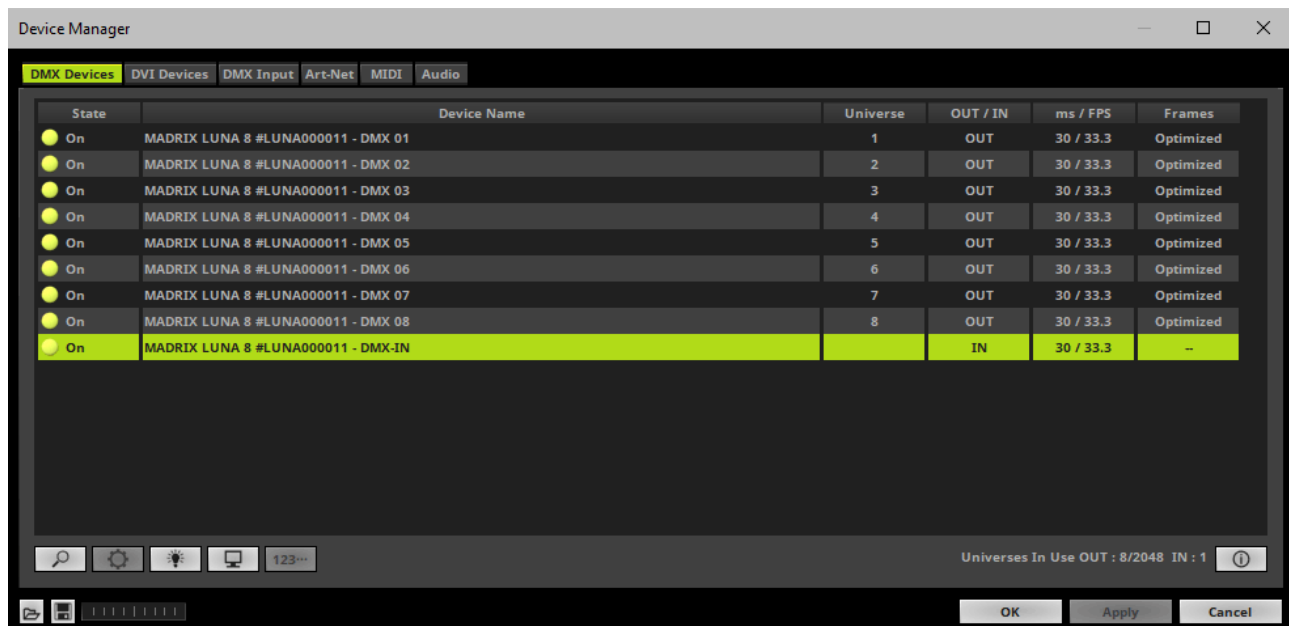 Device Manager
DMX Devices DVI Devices DMX Input Art-Net MIDI Audio
State Device Name Universe OUT / IN ms / FPS Frames
On MADRIX LUNA 8 #LUNA000011 - DMX 01 1 OUT 30 / 33.3 Optimized
On MADRIX LUNA 8 #LUNA000011 - DMX 02 2 OUT 30 / 33.3 Optimized
On MADRIX LUNA 8 #LUNA000011 - DMX 03 3 OUT 30 / 33.3 Optimized
On MADRIX LUNA 8 #LUNA000011 - DMX 04 4 OUT 30 / 33.3 Optimized
On MADRIX LUNA 8 #LUNA000011 - DMX 05 5 OUT 30 / 33.3 Optimized
On MADRIX LUNA 8 #LUNA000011 - DMX 06 6 OUT 30 / 33.3 Optimized
On MADRIX LUNA 8 #LUNA000011 - DMX 07 7 OUT 30 / 33.3 Optimized
On MADRIX LUNA 8 #LUNA000011 - DMX 08 8 OUT 30 / 33.3 Optimized
On MADRIX LUNA 8 #LUNA000011 - DMX-IN IN 30 / 33.3 --
123... Universes In Use OUT : 8/2048 IN : 1
OK Apply Cancel